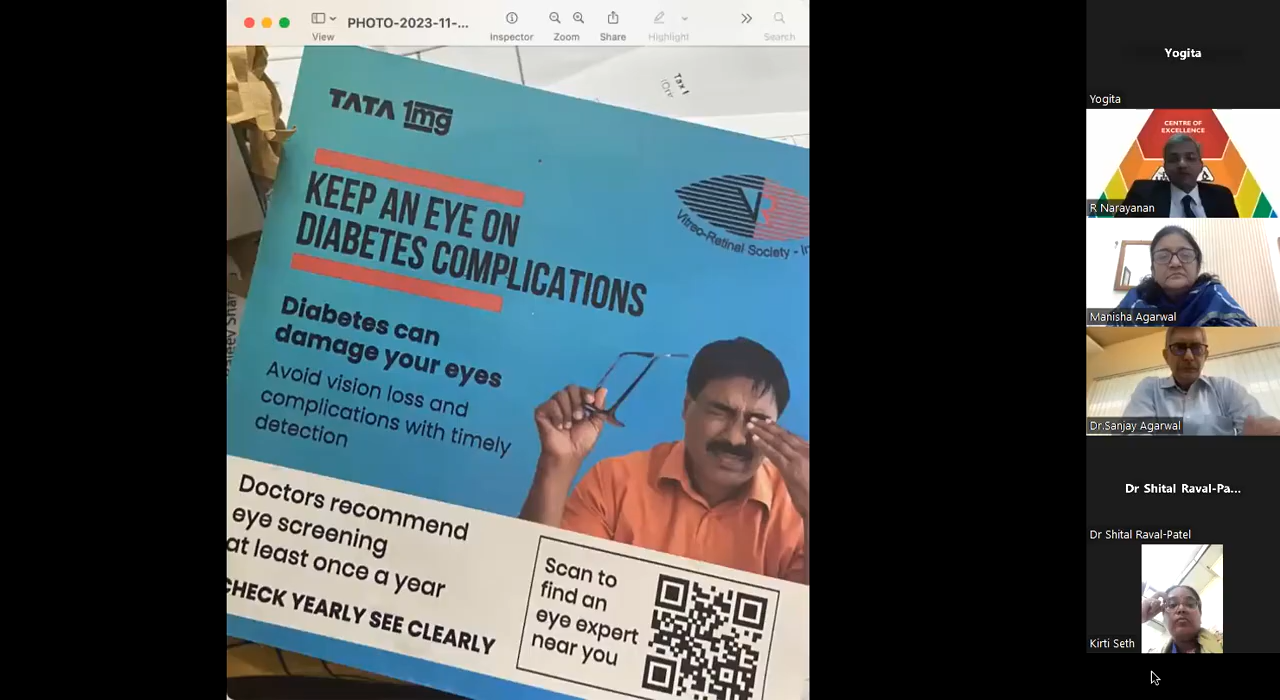 PHOTO-2023-11-...
View
Inspector
Zoom
Share
Highlight
Search
TATA 1mg
KEEP AN EYE ON
DIABETES COMPLICATIONS
VR
Vitreo-Retinal Society - In
Diabetes can
damage your eyes
Avoid vision loss and
complications with timely
detection
Doctors recommend
eye screening
at least once a year
CHECK YEARLY SEE CLEARLY
Scan to
find an
eye expert
near you
Tax I
Yogita
Yogita
CENTRE OF
EXCELLENCE
R Narayanan
Manisha Agarwal
Dr.Sanjay Agarwal
Dr Shital Raval-Pa...
Dr Shital Raval-Patel
Kirti Seth